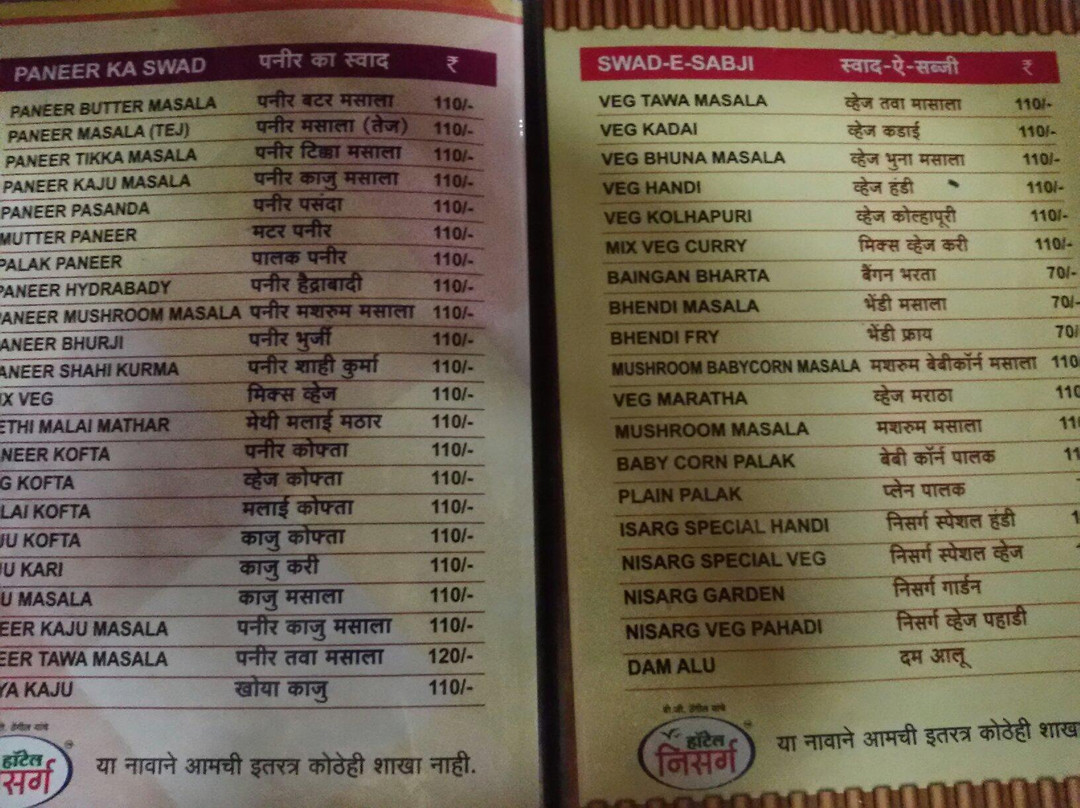 PANEER KA SWAD पनीर का स्वाद ₹
PANEER BUTTER MASALA पनीर बटर मसाला 110/-
PANEER MASALA (TEJ) पनीर मसाला (तेज) 110/-
PANEER TIKKA MASALA पनीर टिक्का मसाला 110/-
PANEER KAJU MASALA पनीर काजु मसाला 110/-
PANEER PASANDA पनीर पसंदा 110/-
MUTTER PANEER मटर पनीर 110/-
PALAK PANEER पालक पनीर 110/-
PANEER HYDRABADY पनीर हैद्राबादी 110/-
ANEER MUSHROOM MASALA पनीर मशरुम मसाला 110/-
ANEER BHURJI पनीर भुर्जी 110/-
ANEER SHAHI KURMA पनीर शाही कुर्मा 110/-
IX VEG मिक्स व्हेज 110/-
ETHI MALAI MATHAR मेथी मलाई मठार 110/-
NEER KOFTA पनीर कोफ्ता 110/-
G KOFTA व्हेज कोफ्ता 110/-
LAI KOFTA मलाई कोफ्ता 110/-
JU KOFTA काजु कोफ्ता 110/-
U KARI काजु करी 110/-
U MASALA काजु मसाला 110/-
EER KAJU MASALA पनीर काजु मसाला 110/-
EER TAWA MASALA पनीर तवा मसाला 120/-
YA KAJU खोया काजु 110/-
हॉटेल
सर्ग
या नावाने आमची इतरत्र कोठेही शाखा नाही.
SWAD-E-SABJI स्वाद-ऐ-सब्जी ₹
VEG TAWA MASALA व्हेज तवा मासाला 110/-
VEG KADAI व्हेज कडाई 110/-
VEG BHUNA MASALA व्हेज भुना मसाला 110/-
VEG HANDI व्हेज हंडी 110/-
VEG KOLHAPURI व्हेज कोल्हापूरी 110/-
MIX VEG CURRY मिक्स व्हेज करी 110/-
BAINGAN BHARTA बैंगन भरता 70/-
BHENDI MASALA भेंडी मसाला 70/-
BHENDI FRY भेंडी फ्राय 70/
MUSHROOM BABYCORN MASALA मशरुम बेबीकॉर्न मसाला 110
VEG MARATHA व्हेज मराठा 110
MUSHROOM MASALA मशरुम मसाला 11
BABY CORN PALAK बेबी कॉर्न पालक 11
PLAIN PALAK प्लेन पालक
ISARG SPECIAL HANDI निसर्ग स्पेशल हंडी 1
NISARG SPECIAL VEG निसर्ग स्पेशल व्हेज
NISARG GARDEN निसर्ग गार्डन
NISARG VEG PAHADI निसर्ग व्हेज पहाडी
DAM ALU दम आलू
हॉटेल
निसर्ग
या नावाने आमची इतरत्र कोठेही शाख